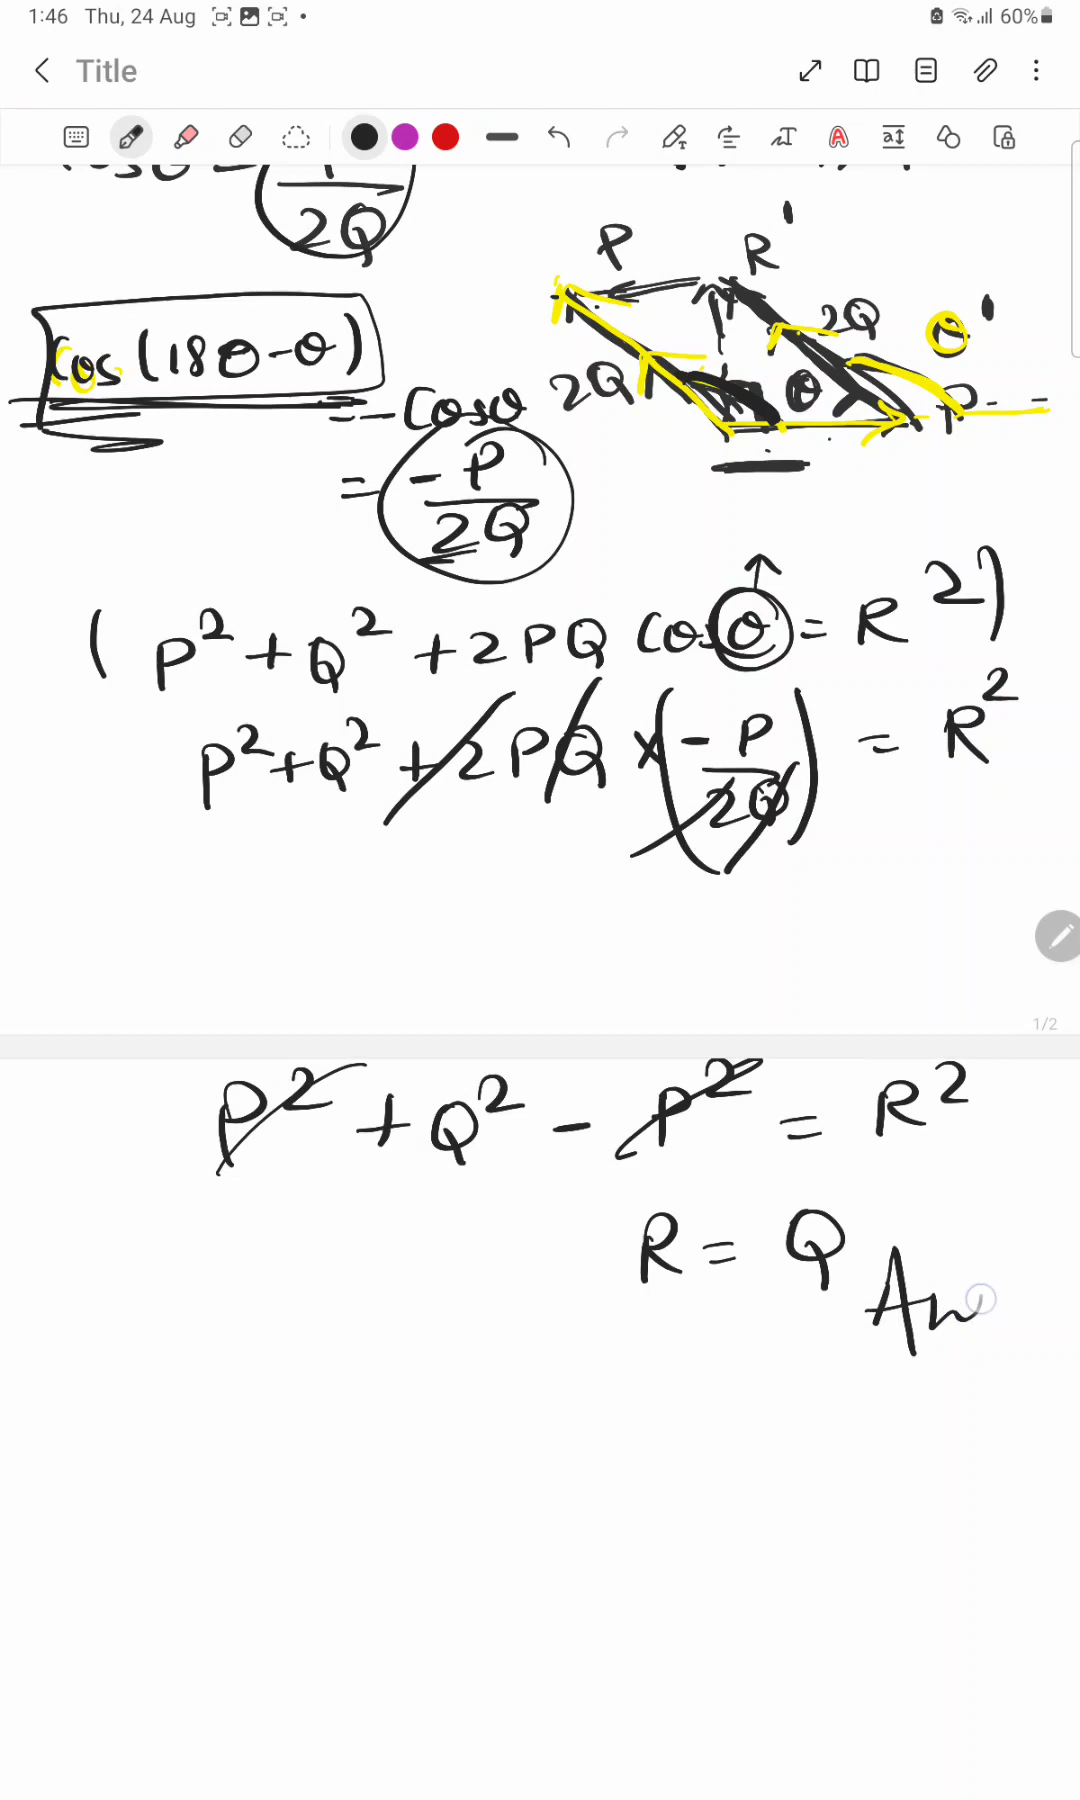 1:46 Thu, 24 Aug
60%
Title
cosθ = P
2Q
cos(180-θ)
= - cosθ
= -P
2Q
P
R'
2Q
θ'
2Q
θ
P
(P² + Q² + 2PQ cosθ = R²)
P² + Q² + 2PQ × (-P
2Q) = R²
1/2
P² + Q² - P² = R²
R = Q